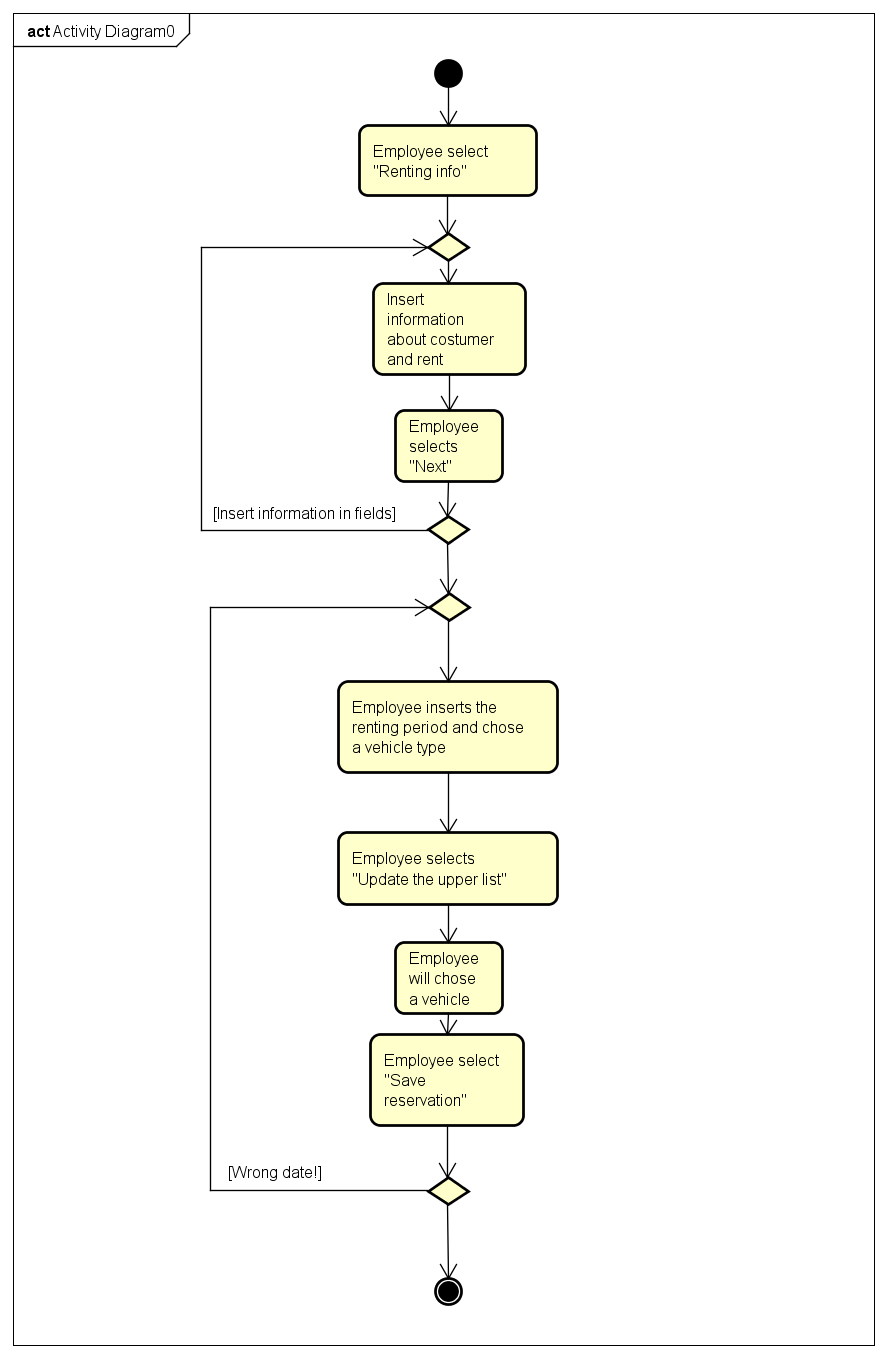 act Activity Diagram0
Employee select
"Renting info"
Insert
information
about costumer
and rent
Employee
selects
"Next"
[Insert information in fields]
Employee inserts the
renting period and chose
a vehicle type
Employee selects
"Update the upper list"
Employee
will chose
a vehicle
Employee select
"Save
reservation"
[Wrong date!]